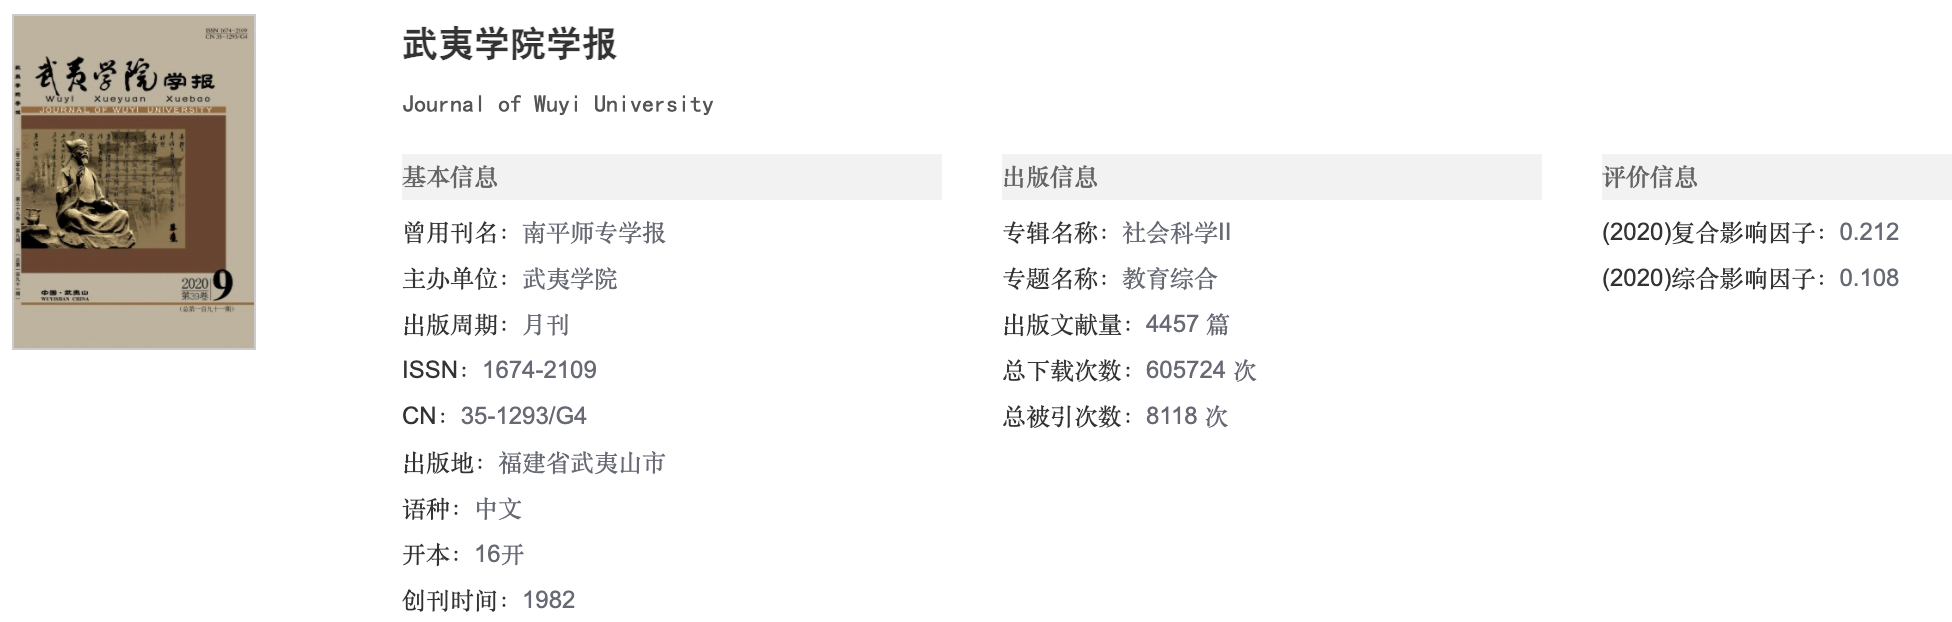 ISSN 1674-2109
CN 35-1293/G4
武夷学院学报
Wuyi Xueyuan Xuebao
JOURNAL OF WUYI UNIVERSITY
中国·武夷山
WUYISHAN CHINA
2020
第39卷
9
(总第一百九十一期)
武夷学院学报
Journal of Wuyi University
基本信息
曾用刊名：南平师专学报
主办单位：武夷学院
出版周期：月刊
ISSN：1674-2109
CN：35-1293/G4
出版地：福建省武夷山市
语种：中文
开本：16开
创刊时间：1982
出版信息
专辑名称：社会科学II
专题名称：教育综合
出版文献量：4457 篇
总下载次数：605724 次
总被引次数：8118 次
评价信息
(2020)复合影响因子：0.212
(2020)综合影响因子：0.108